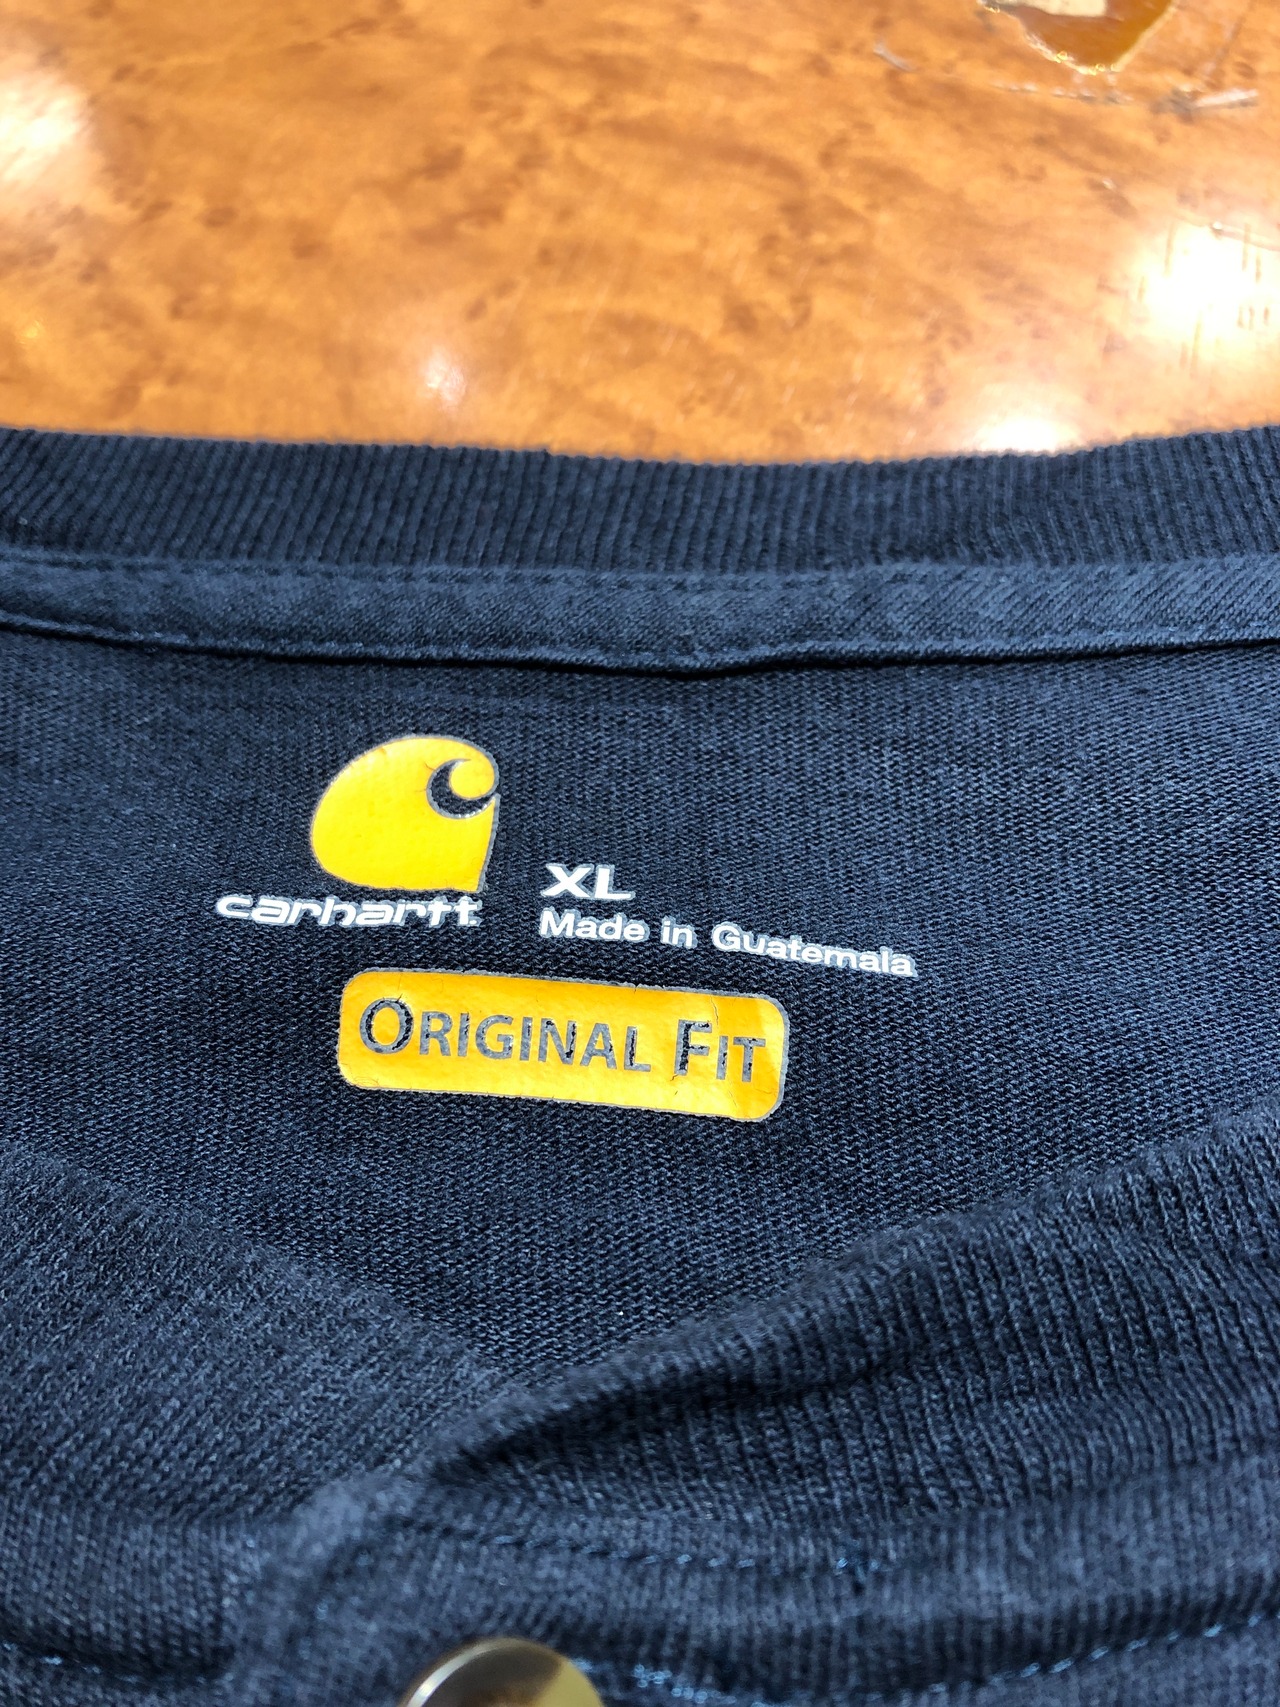 carhartt
XL
Made in Guatemala
ORIGINAL FIT